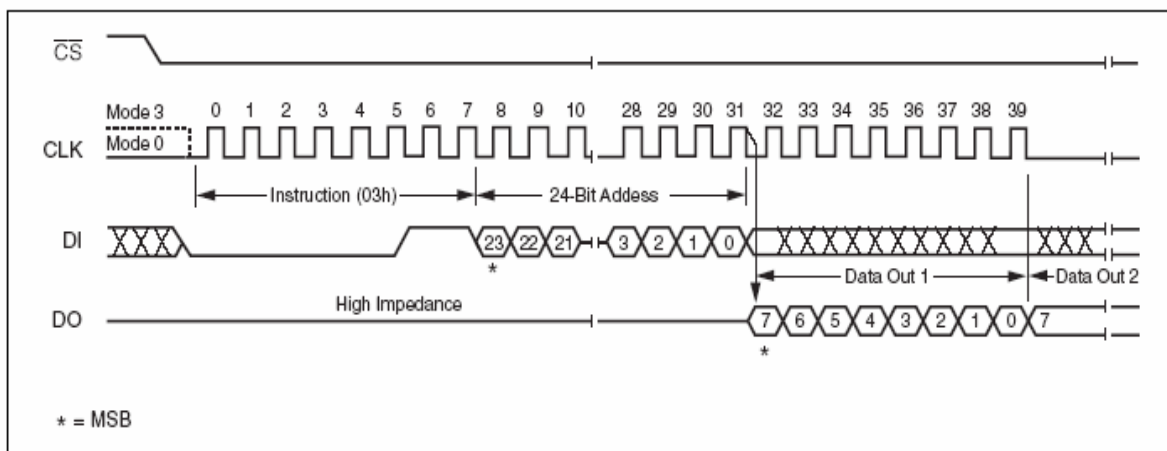 CS
Mode 3 0 1 2 3 4 5 6 7 8 9 10 28 29 30 31 32 33 34 35 36 37 38 39
CLK Mode 0
Instruction (03h) 24-Bit Addess
DI 23 22 21 3 2 1 0
*
Data Out 1 Data Out 2
High Impedance
DO 7 6 5 4 3 2 1 0 7
*
* = MSB